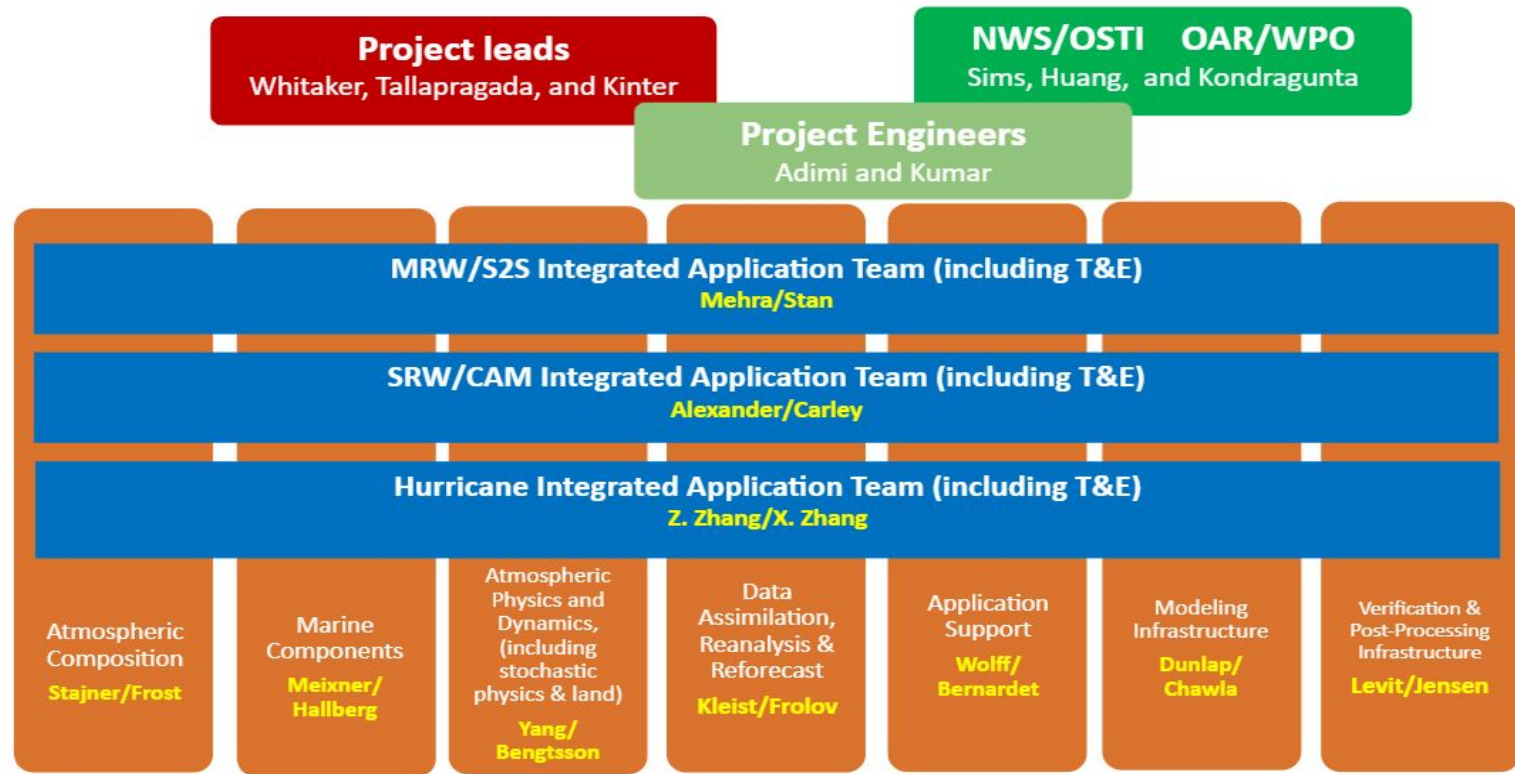 Project leads
Whitaker, Tallapragada, and Kinter
NWS/OSTI OAR/WPO
Sims, Huang, and Kondragunta
Project Engineers
Adimi and Kumar
MRW/S2S Integrated Application Team (including T&E)
Mehra/Stan
SRW/CAM Integrated Application Team (including T&E)
Alexander/Carley
Hurricane Integrated Application Team (including T&E)
Z. Zhang/X. Zhang
Atmospheric
Composition
Stajner/Frost
Marine
Components
Meixner/
Hallberg
Atmospheric
Physics and
Dynamics,
(including
stochastic
physics & land)
Yang/
Bengtsson
Data
Assimilation,
Reanalysis &
Reforecast
Kleist/Frolov
Application
Support
Wolff/
Bernardet
Modeling
Infrastructure
Dunlap/
Chawla
Verification &
Post-Processing
Infrastructure
Levit/Jensen